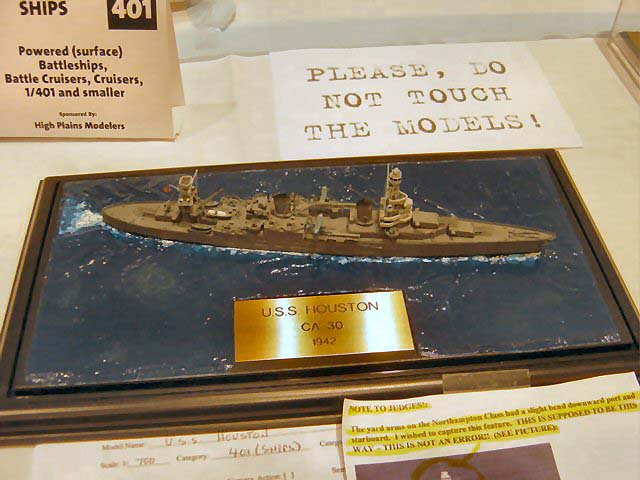 SHIPS 401
Powered (surface)
Battleships,
Battle Cruisers, Cruisers,
1/401 and smaller
Sponsored By:
High Plains Modelers
PLEASE, DO
NOT TOUCH
THE MODELS!
U.S.S. HOUSTON
CA 30
1942
NOTE TO JUDGES!:
The yard arms on the Northampton Class had a slight bend downward port and
starboard. I wished to capture this feature. THIS IS SUPPOSED TO BE THIS
WAY – THIS IS NOT AN ERROR!! (SEE PICTURE):
Model Name: U.S.S HOUSTON
Scale: 1/ 700 Category: 401 (SHIPS)